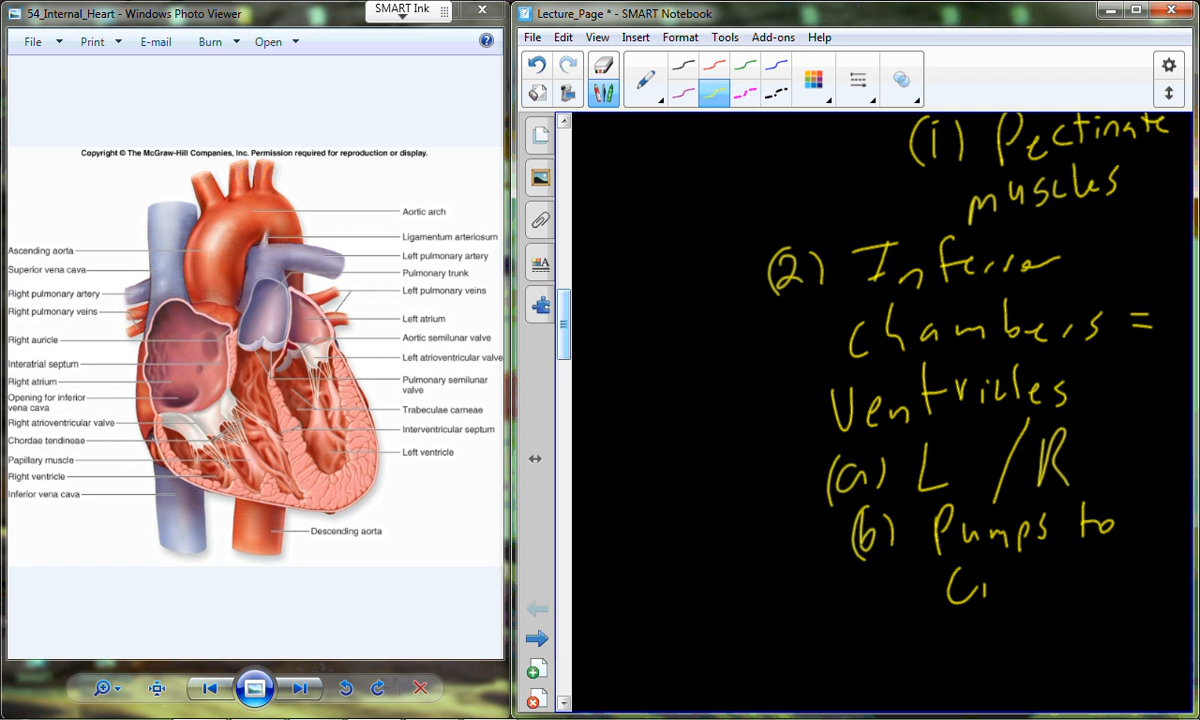 54_Internal_Heart - Windows Photo Viewer
SMART Ink
File Print E-mail Burn Open
Copyright © The McGraw-Hill Companies, Inc. Permission required for reproduction or display.
Ascending aorta
Superior vena cava
Right pulmonary artery
Right pulmonary veins
Right auricle
Interatrial septum
Right atrium
Opening for inferior
vena cava
Right atrioventricular valve
Chordae tendineae
Papillary muscle
Right ventricle
Inferior vena cava
Aortic arch
Ligamentum arteriosum
Left pulmonary artery
Pulmonary trunk
Left pulmonary veins
Left atrium
Aortic semilunar valve
Left atrioventricular valve
Pulmonary semilunar
valve
Trabeculae carneae
Interventricular septum
Left ventricle
Descending aorta
Lecture_Page * - SMART Notebook
File Edit View Insert Format Tools Add-ons Help
(i) Pectinate
muscles
(2) Inferior
chambers =
ventricles
(a) L / R
(b) Pumps to